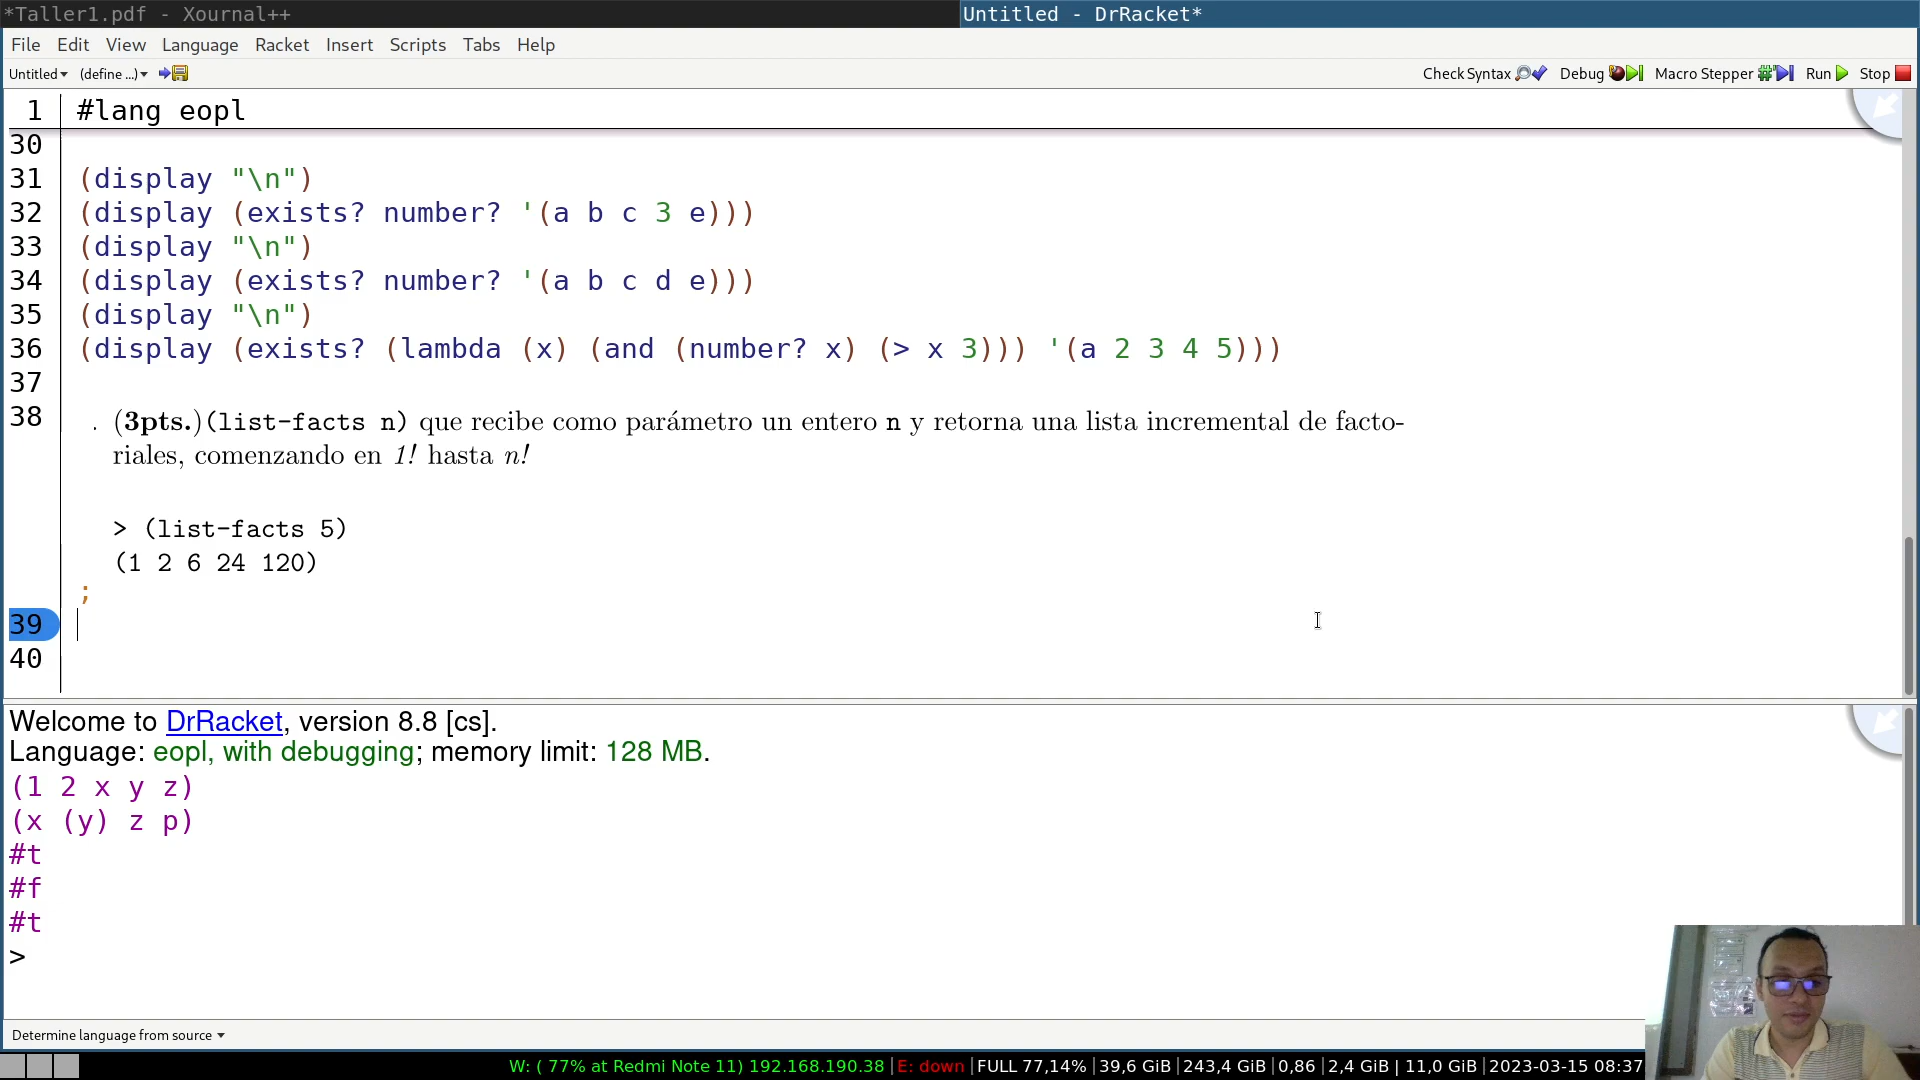 *Taller1.pdf - Xournal++
Untitled - DrRacket*
File Edit View Language Racket Insert Scripts Tabs Help
Untitled (define ...) Check Syntax Debug Macro Stepper Run Stop
1 #lang eopl
30
31 (display "\n")
32 (display (exists? number? '(a b c 3 e)))
33 (display "\n")
34 (display (exists? number? '(a b c d e)))
35 (display "\n")
36 (display (exists? (lambda (x) (and (number? x) (> x 3))) '(a 2 3 4 5)))
37
38 . (3pts.)(list-facts n) que recibe como parámetro un entero n y retorna una lista incremental de facto-
riales, comenzando en 1! hasta n!
> (list-facts 5)
(1 2 6 24 120)
;
39
40
Welcome to DrRacket, version 8.8 [cs].
Language: eopl, with debugging; memory limit: 128 MB.
(1 2 x y z)
(x (y) z p)
#t
#f
#t
>
Determine language from source
W: ( 77% at Redmi Note 11) 192.168.190.38 | E: down | FULL 77,14% | 39,6 GiB | 243,4 GiB | 0,86 | 2,4 GiB | 11,0 GiB | 2023-03-15 08:37